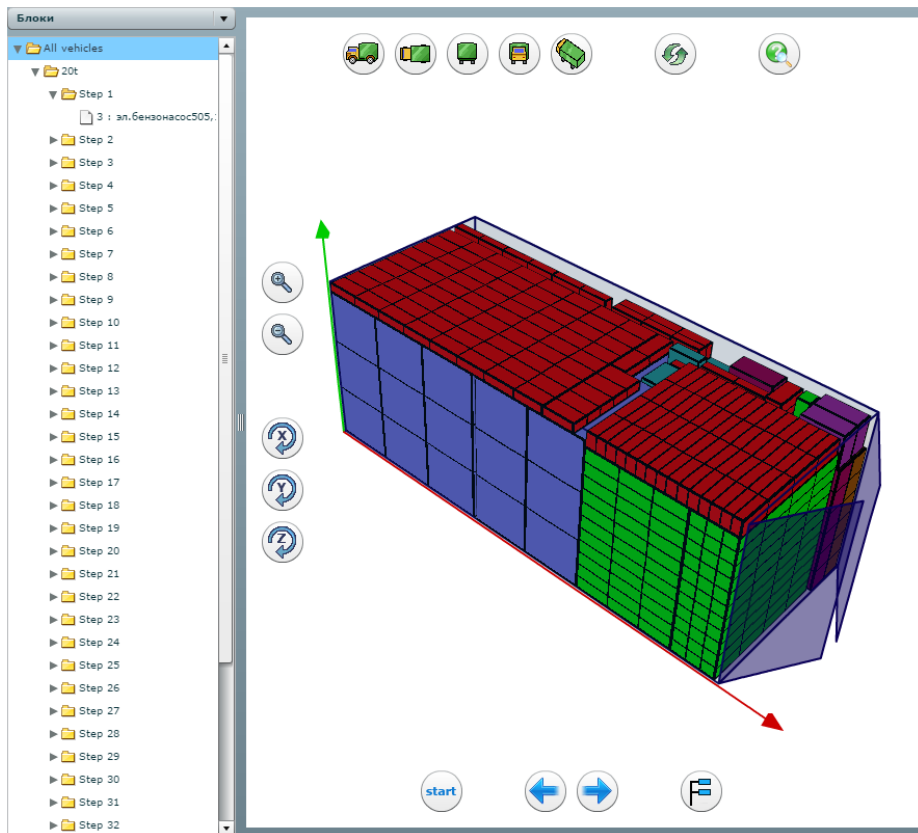 Блоки
All vehicles
20t
Step 1
3 : эл.бензонасос505,
Step 2
Step 3
Step 4
Step 5
Step 6
Step 7
Step 8
Step 9
Step 10
Step 11
Step 12
Step 13
Step 14
Step 15
Step 16
Step 17
Step 18
Step 19
Step 20
Step 21
Step 22
Step 23
Step 24
Step 25
Step 26
Step 27
Step 28
Step 29
Step 30
Step 31
Step 32
X
Y
Z
start